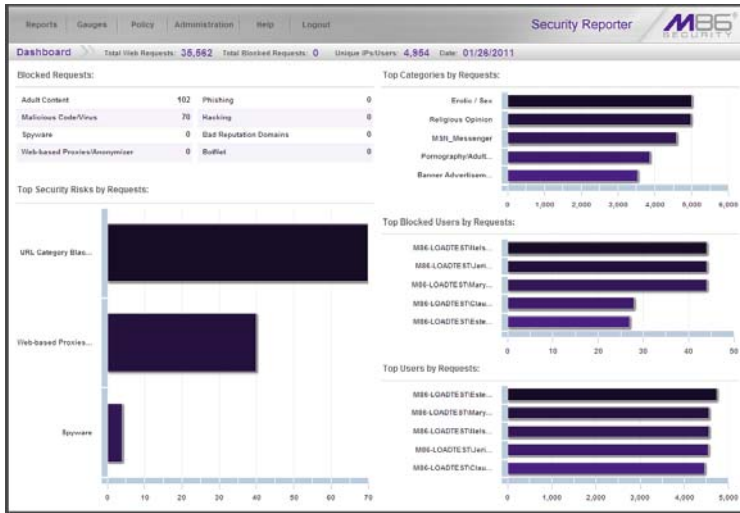 Reports Gauges Policy Administration Help Logout
Security Reporter
M86 SECURITY
Dashboard
Total Web Requests: 35,562 Total Blocked Requests: 0 Unique IPs/Users: 4,954 Date: 01/26/2011
Blocked Requests:
Adult Content 102 Phishing 0
Malicious Code/Virus 70 Hacking 0
Spyware 0 Bad Reputation Domains 0
Web-based Proxies/Anonymizer 0 BotNet 0
Top Security Risks by Requests:
URL Category Blac...
Web-based Proxies...
Spyware
0 10 20 30 40 50 60 70
Top Categories by Requests:
Erotic / Sex
Religious Opinion
MSN_Messenger
Pornography/Adult...
Banner Advertisem...
0 1,000 2,000 3,000 4,000 5,000 6,000
Top Blocked Users by Requests:
M86-LOADTEST\Nels...
M86-LOADTEST\Jeri...
M86-LOADTEST\Mary...
M86-LOADTEST\Clau...
M86-LOADTEST\Este...
0 10 20 30 40 50
Top Users by Requests:
M86-LOADTEST\Este...
M86-LOADTEST\Mary...
M86-LOADTEST\Nels...
M86-LOADTEST\Jeri...
M86-LOADTEST\Clau...
0 1,000 2,000 3,000 4,000 5,000